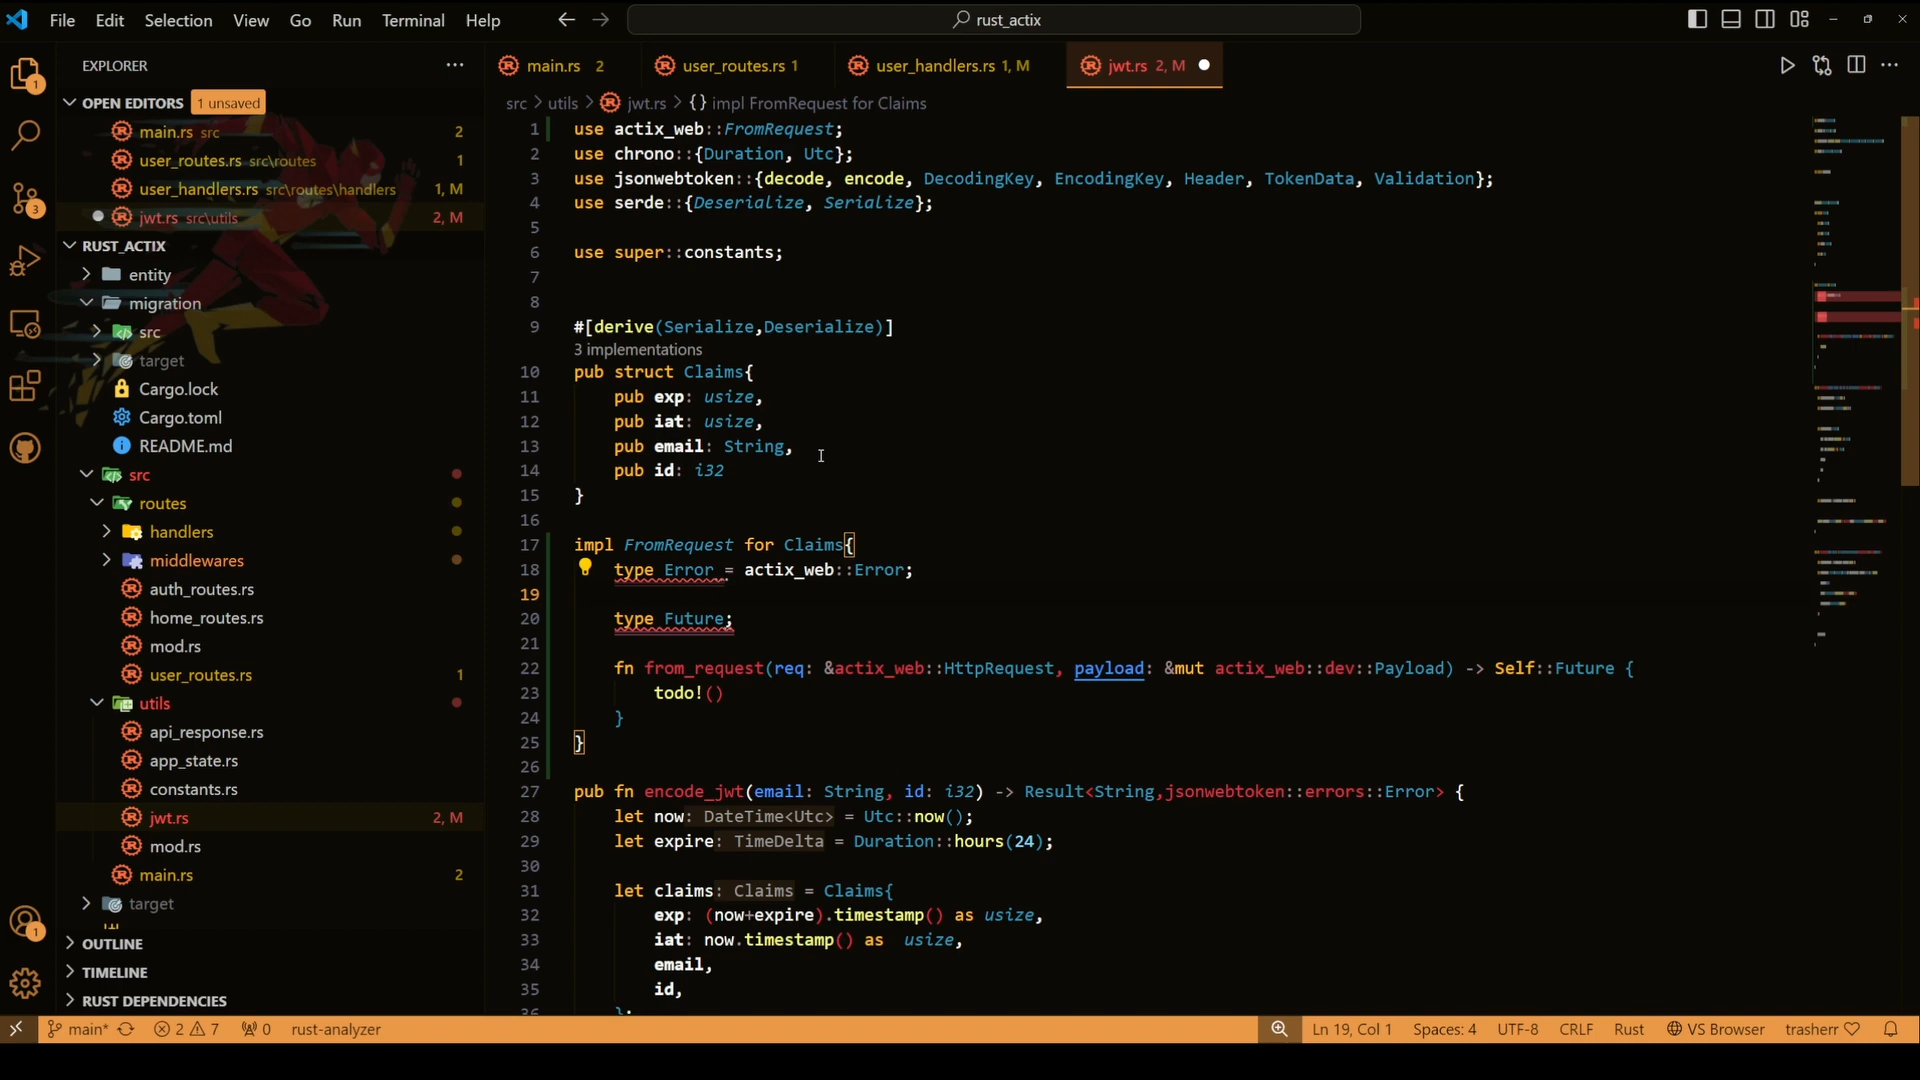 File Edit Selection View Go Run Terminal Help
rust_actix
EXPLORER
OPEN EDITORS 1 unsaved
main.rs src 2
user_routes.rs src\routes 1
user_handlers.rs src\routes\handlers 1, M
jwt.rs src\utils 2, M
RUST_ACTIX
entity
migration
src
target
Cargo.lock
Cargo.toml
README.md
src
routes
handlers
middlewares
auth_routes.rs
home_routes.rs
mod.rs
user_routes.rs 1
utils
api_response.rs
app_state.rs
constants.rs
jwt.rs 2, M
mod.rs
main.rs 2
target
OUTLINE
TIMELINE
RUST DEPENDENCIES
1
3
1
main.rs 2 user_routes.rs 1 user_handlers.rs 1, M jwt.rs 2, M
src > utils > jwt.rs > {} impl FromRequest for Claims
1 use actix_web::FromRequest;
2 use chrono::{Duration, Utc};
3 use jsonwebtoken::{decode, encode, DecodingKey, EncodingKey, Header, TokenData, Validation};
4 use serde::{Deserialize, Serialize};
5
6 use super::constants;
7
8
9 #[derive(Serialize,Deserialize)]
3 implementations
10 pub struct Claims{
11 pub exp: usize,
12 pub iat: usize,
13 pub email: String,
14 pub id: i32
15 }
16
17 impl FromRequest for Claims{
18 type Error = actix_web::Error;
19
20 type Future;
21
22 fn from_request(req: &actix_web::HttpRequest, payload: &mut actix_web::dev::Payload) -> Self::Future {
23 todo!()
24 }
25 }
26
27 pub fn encode_jwt(email: String, id: i32) -> Result<String,jsonwebtoken::errors::Error> {
28 let now: DateTime<Utc> = Utc::now();
29 let expire: TimeDelta = Duration::hours(24);
30
31 let claims: Claims = Claims{
32 exp: (now+expire).timestamp() as usize,
33 iat: now.timestamp() as  usize,
34 email,
35 id,
36 };
main* 2 7 0 rust-analyzer Ln 19, Col 1 Spaces: 4 UTF-8 CRLF Rust VS Browser trasherr